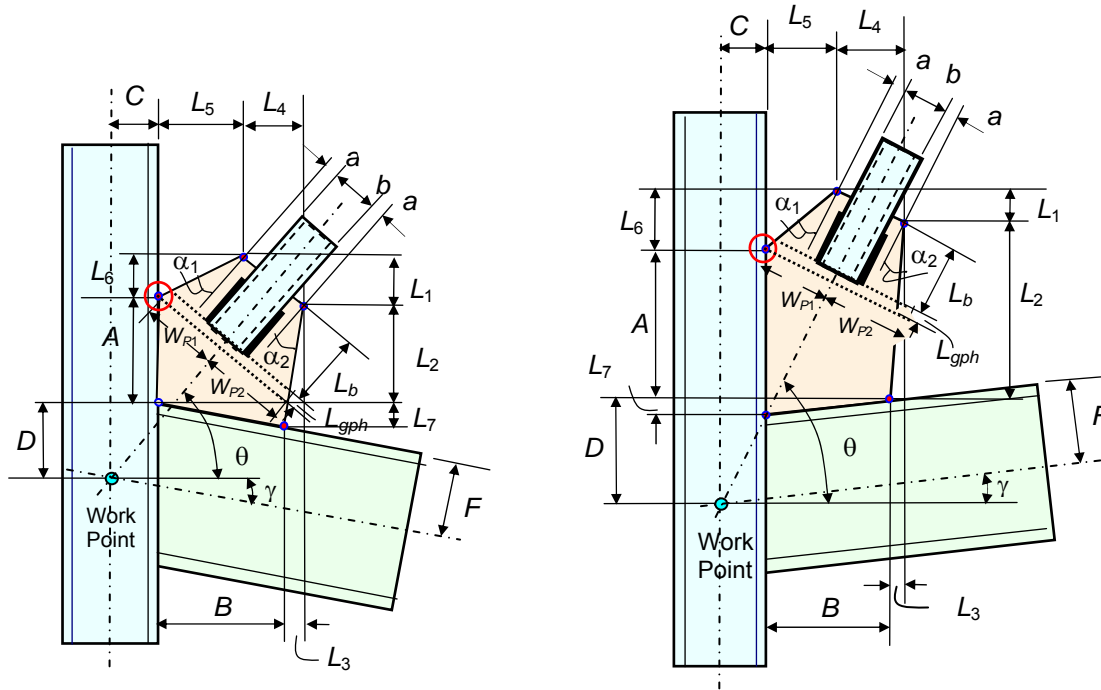 C
L5
L4
a
b
a
L6
α1
L1
A
WP1
α2
L2
WP2
Lb
Lgph
L7
D
θ
γ
F
Work
Point
B
L3
C
L5
L4
a
b
a
L6
α1
L1
α2
A
WP1
Lb
L2
WP2
Lgph
L7
D
θ
F
γ
Work
Point
B
L3